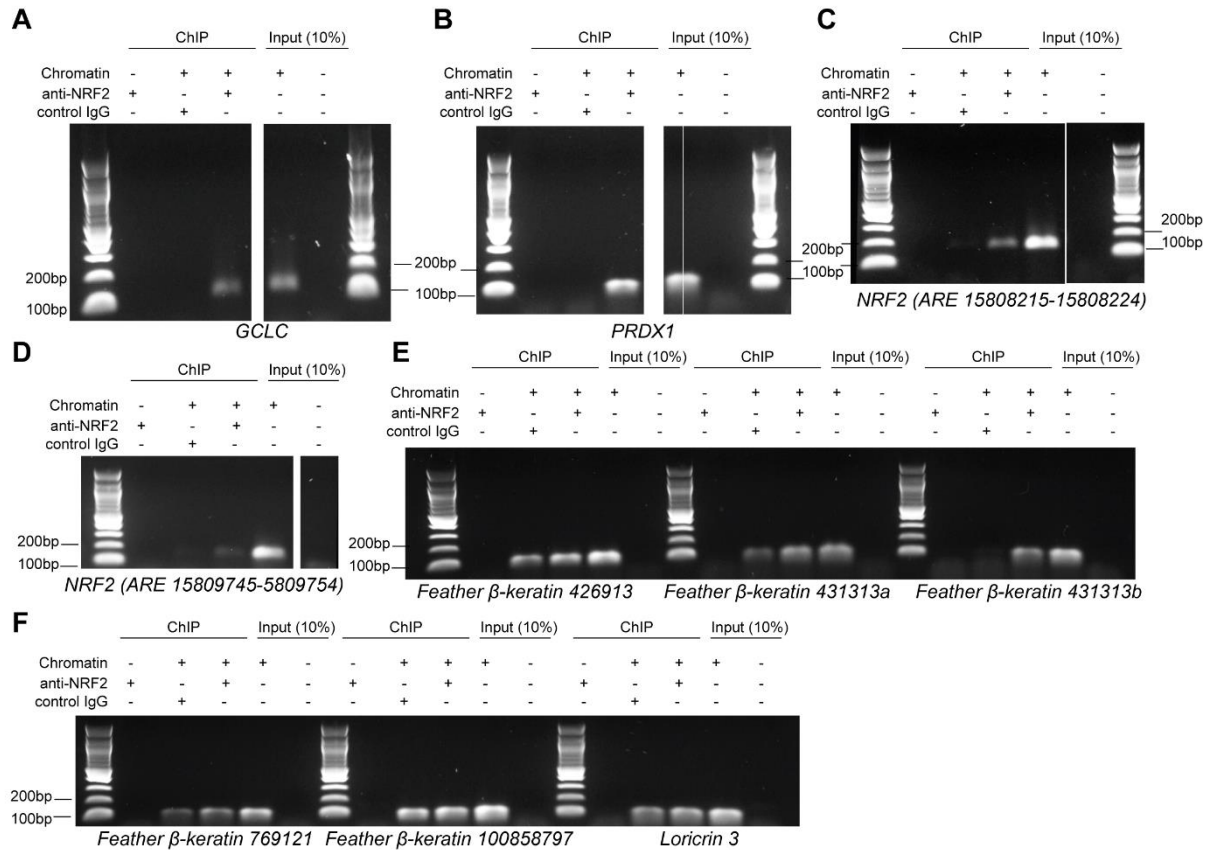 A
ChIP Input (10%)
Chromatin - + + + -
anti-NRF2 + - + - -
control IgG - + - - -
200bp
100bp
GCLC
B
ChIP Input (10%)
- + + + -
+ - + - -
- + - - -
200bp 200bp
100bp 100bp
PRDX1
C
ChIP Input (10%)
Chromatin - + + + -
anti-NRF2 + - + - -
control IgG - + - - -
200bp 200bp
100bp 100bp
NRF2 (ARE 15808215-15808224)
D
ChIP Input (10%)
Chromatin - + + + -
anti-NRF2 + - + - -
control IgG - + - - -
200bp
100bp
NRF2 (ARE 15809745-5809754)
E
ChIP Input (10%) ChIP Input (10%) ChIP Input (10%)
Chromatin - + + + - - + + + - - + + + -
anti-NRF2 + - + - - + - + - - + - + - -
control IgG - + - - - - + - - - - + - - -
200bp
100bp
Feather β-keratin 426913 Feather β-keratin 431313a Feather β-keratin 431313b
F
ChIP Input (10%) ChIP Input (10%) ChIP Input (10%)
Chromatin - + + + - - + + + - - + + + -
anti-NRF2 + - + - - + - + - - + - + - -
control IgG - + - - - - + - - - - + - - -
200bp
100bp
Feather β-keratin 769121 Feather β-keratin 100858797 Loricrin 3